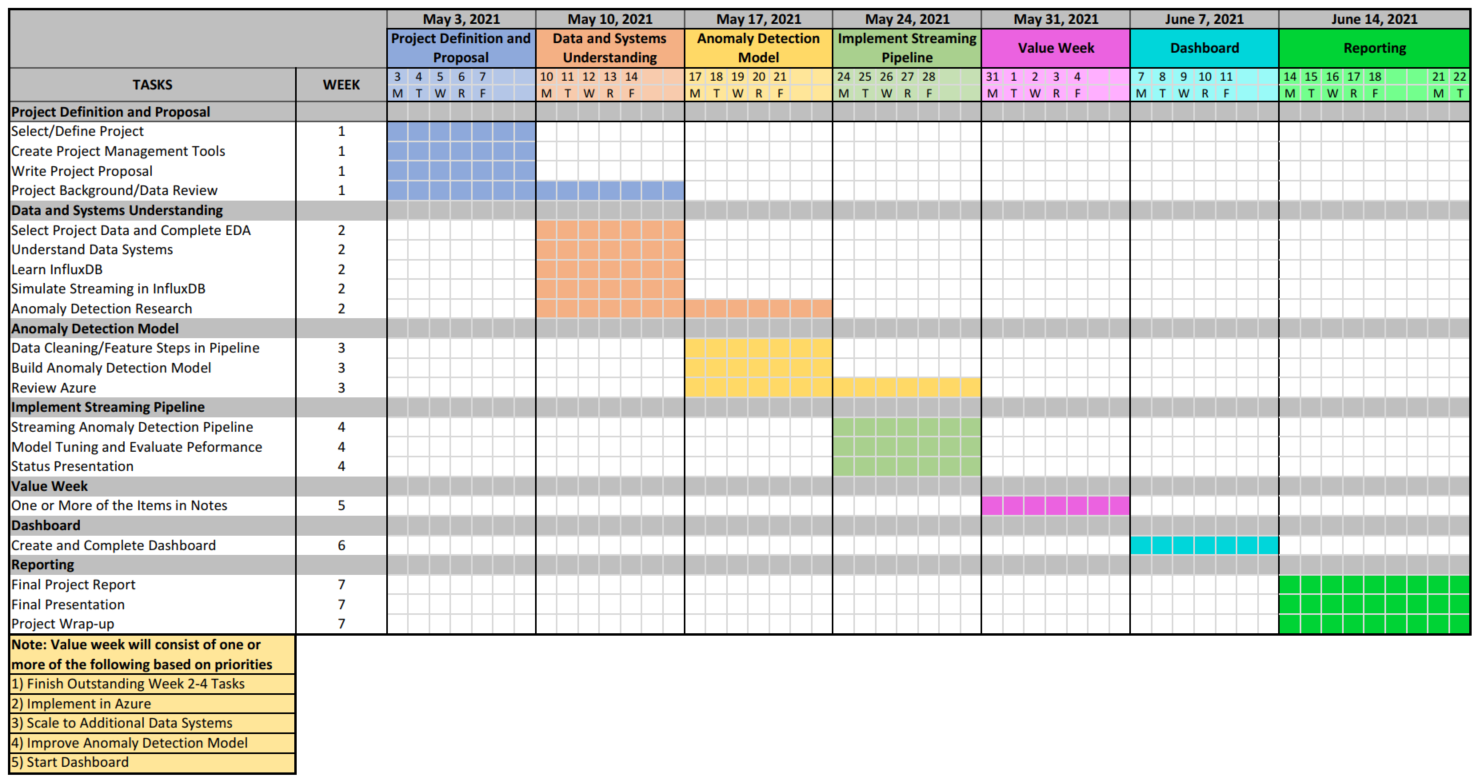 May 3, 2021 May 10, 2021 May 17, 2021 May 24, 2021 May 31, 2021 June 7, 2021 June 14, 2021
Project Definition and Proposal Data and Systems Understanding Anomaly Detection Model Implement Streaming Pipeline Value Week Dashboard Reporting
TASKS WEEK
3 4 5 6 7 10 11 12 13 14 17 18 19 20 21 24 25 26 27 28 31 1 2 3 4 7 8 9 10 11 14 15 16 17 18 21 22
M T W R F M T W R F M T W R F M T W R F M T W R F M T W R F M T W R F M T
Project Definition and Proposal
Select/Define Project 1
Create Project Management Tools 1
Write Project Proposal 1
Project Background/Data Review 1
Data and Systems Understanding
Select Project Data and Complete EDA 2
Understand Data Systems 2
Learn InfluxDB 2
Simulate Streaming in InfluxDB 2
Anomaly Detection Research 2
Anomaly Detection Model
Data Cleaning/Feature Steps in Pipeline 3
Build Anomaly Detection Model 3
Review Azure 3
Implement Streaming Pipeline
Streaming Anomaly Detection Pipeline 4
Model Tuning and Evaluate Peformance 4
Status Presentation 4
Value Week
One or More of the Items in Notes 5
Dashboard
Create and Complete Dashboard 6
Reporting
Final Project Report 7
Final Presentation 7
Project Wrap-up 7
Note: Value week will consist of one or
more of the following based on priorities
1) Finish Outstanding Week 2-4 Tasks
2) Implement in Azure
3) Scale to Additional Data Systems
4) Improve Anomaly Detection Model
5) Start Dashboard